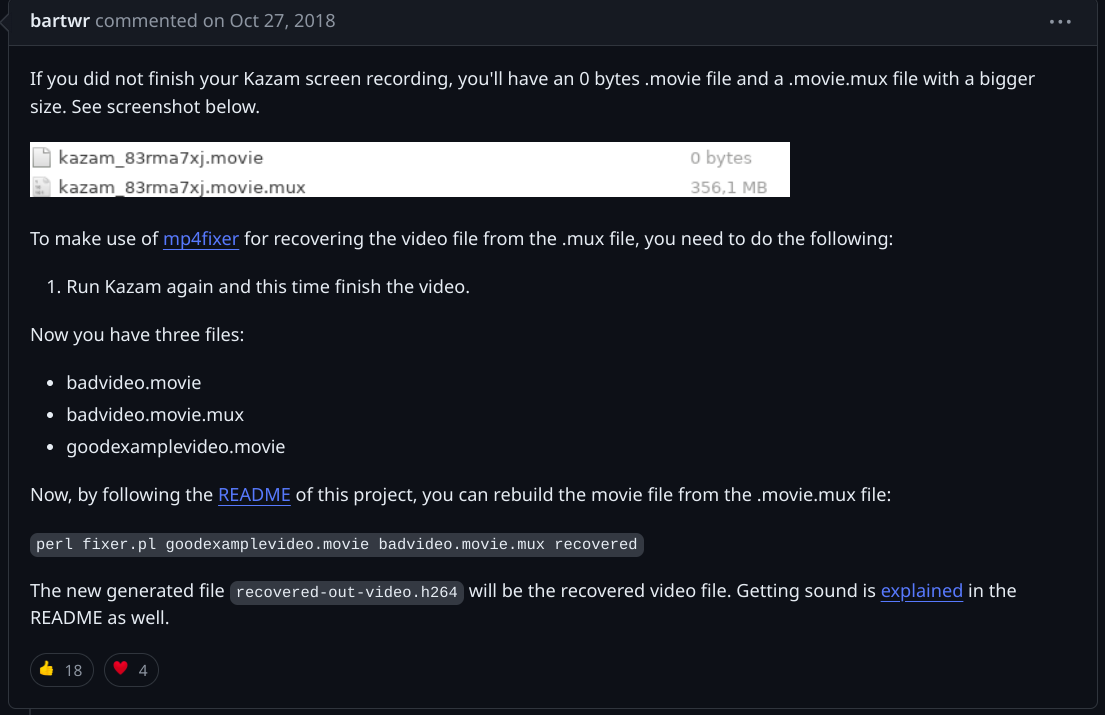 bartwr commented on Oct 27, 2018
If you did not finish your Kazam screen recording, you'll have an 0 bytes .movie file and a .movie.mux file with a bigger
size. See screenshot below.
kazam_83rma7xj.movie 0 bytes
kazam_83rma7xj.movie.mux 356,1 MB
To make use of mp4fixer for recovering the video file from the .mux file, you need to do the following:
1. Run Kazam again and this time finish the video.
Now you have three files:
• badvideo.movie
• badvideo.movie.mux
• goodexamplevideo.movie
Now, by following the README of this project, you can rebuild the movie file from the .movie.mux file:
perl fixer.pl goodexamplevideo.movie badvideo.movie.mux recovered
The new generated file recovered-out-video.h264 will be the recovered video file. Getting sound is explained in the
README as well.
👍 18 ❤️ 4